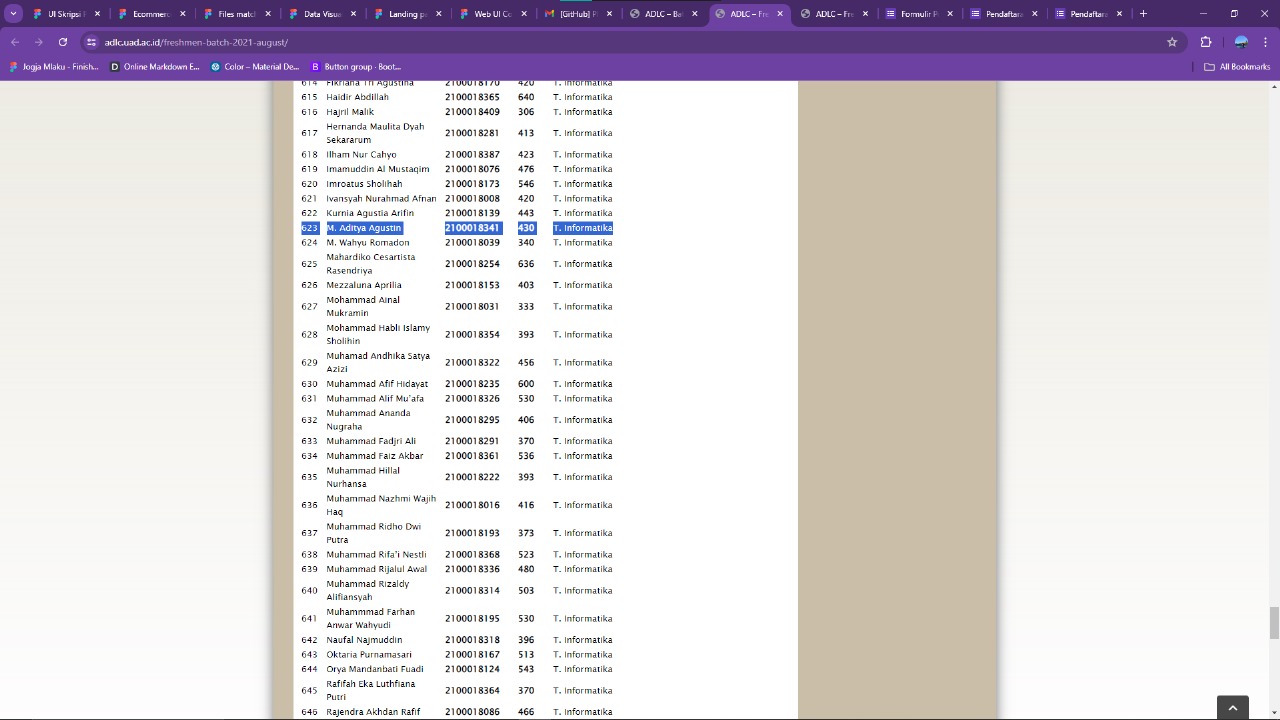 UI Skripsi
Ecommer
Files matc
Data Visua
Landing pa
Web UI Co
[GitHub] P
ADLC – Bat
ADLC – Fre
ADLC – Fre
Formulir P
Pendafta
Pendafta
adlc.uad.ac.id/freshmen-batch-2021-august/
Jogja Mlaku - Finish...
Online Markdown E...
Color – Material De...
Button group · Boot...
All Bookmarks
614 Fikriana Tri Agustina 2100018170 420 T. Informatika
615 Haidir Abdillah 2100018365 640 T. Informatika
616 Hajril Malik 2100018409 306 T. Informatika
617 Hernanda Maulita Dyah
Sekararum 2100018281 413 T. Informatika
618 Ilham Nur Cahyo 2100018387 423 T. Informatika
619 Imamuddin Al Mustaqim 2100018076 476 T. Informatika
620 Imroatus Sholihah 2100018173 546 T. Informatika
621 Ivansyah Nurahmad Afnan 2100018008 420 T. Informatika
622 Kurnia Agustia Arifin 2100018139 443 T. Informatika
623 M. Aditya Agustin 2100018341 430 T. Informatika
624 M. Wahyu Romadon 2100018039 340 T. Informatika
625 Mahardiko Cesartista
Rasendriya 2100018254 636 T. Informatika
626 Mezzaluna Aprilia 2100018153 403 T. Informatika
627 Mohammad Ainal
Mukramin 2100018031 333 T. Informatika
628 Mohammad Habli Islamy
Sholihin 2100018354 393 T. Informatika
629 Muhamad Andhika Satya
Azizi 2100018322 456 T. Informatika
630 Muhammad Afif Hidayat 2100018235 600 T. Informatika
631 Muhammad Alif Mu'afa 2100018326 530 T. Informatika
632 Muhammad Ananda
Nugraha 2100018295 406 T. Informatika
633 Muhammad Fadjri Ali 2100018291 370 T. Informatika
634 Muhammad Faiz Akbar 2100018361 536 T. Informatika
635 Muhammad Hillal
Nurhansa 2100018222 393 T. Informatika
636 Muhammad Nazhmi Wajih
Haq 2100018016 416 T. Informatika
637 Muhammad Ridho Dwi
Putra 2100018193 373 T. Informatika
638 Muhammad Rifa'i Nestli 2100018368 523 T. Informatika
639 Muhammad Rijalul Awal 2100018336 480 T. Informatika
640 Muhammad Rizaldy
Alifiansyah 2100018314 503 T. Informatika
641 Muhammmad Farhan
Anwar Wahyudi 2100018195 530 T. Informatika
642 Naufal Najmuddin 2100018318 396 T. Informatika
643 Oktaria Purnamasari 2100018167 513 T. Informatika
644 Orya Mandanbati Fuadi 2100018124 543 T. Informatika
645 Rafifah Eka Luthfiana
Putri 2100018364 370 T. Informatika
646 Rajendra Akhdan Rafif 2100018086 466 T. Informatika